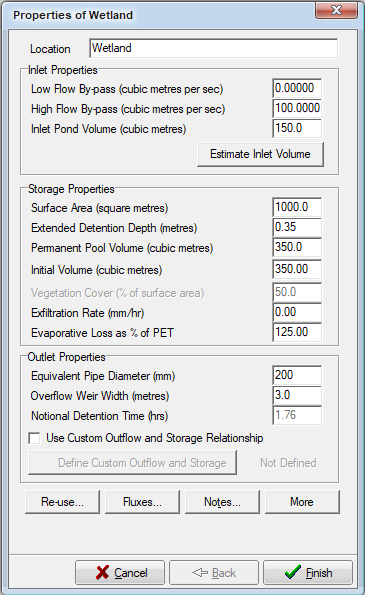 Properties of Wetland
Location Wetland
Inlet Properties
Low Flow By-pass (cubic metres per sec) 0.00000
High Flow By-pass (cubic metres per sec) 100.0000
Inlet Pond Volume (cubic metres) 150.0
Estimate Inlet Volume
Storage Properties
Surface Area (square metres) 1000.0
Extended Detention Depth (metres) 0.35
Permanent Pool Volume (cubic metres) 350.0
Initial Volume (cubic metres) 350.00
Vegetation Cover (% of surface area) 50.0
Exfiltration Rate (mm/hr) 0.00
Evaporative Loss as % of PET 125.00
Outlet Properties
Equivalent Pipe Diameter (mm) 200
Overflow Weir Width (metres) 3.0
Notional Detention Time (hrs) 1.76
Use Custom Outflow and Storage Relationship
Define Custom Outflow and Storage Not Defined
Re-use... Fluxes... Notes... More
Cancel Back Finish